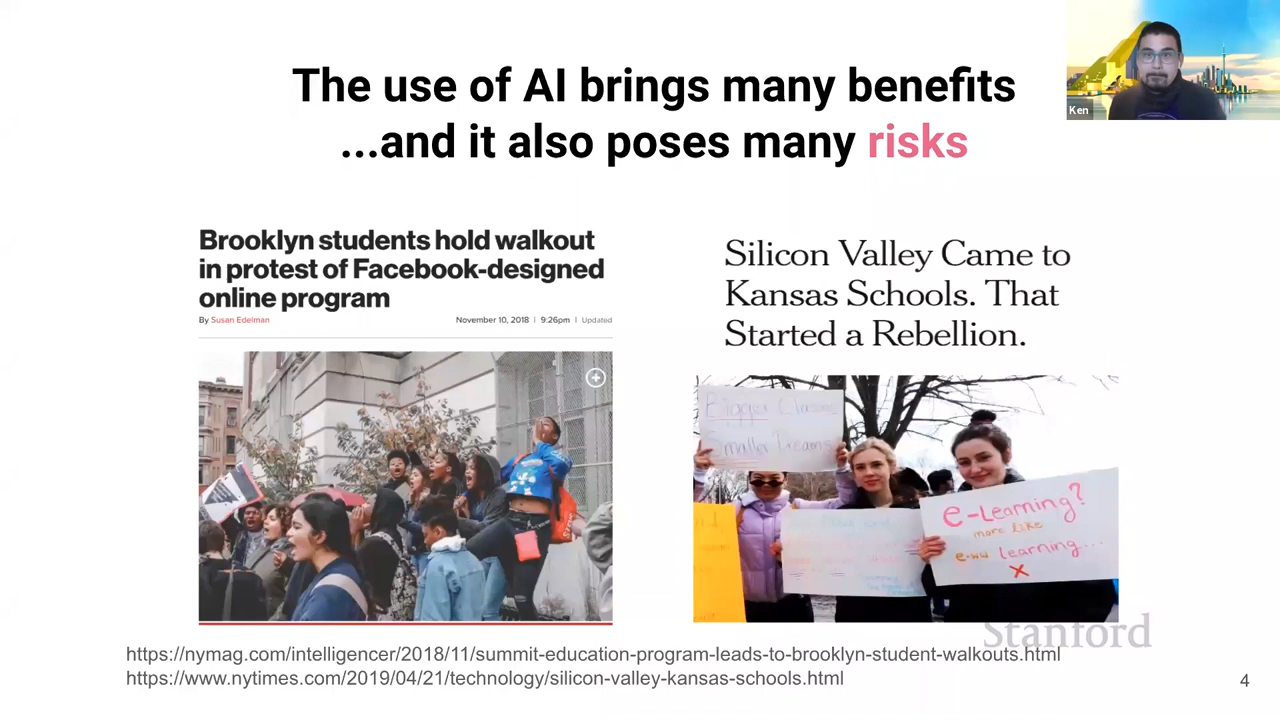 The use of AI brings many benefits
...and it also poses many risks
Ken
Brooklyn students hold walkout
in protest of Facebook-designed
online program
By Susan Edelman November 10, 2018 | 9:26pm | Updated
Silicon Valley Came to
Kansas Schools. That
Started a Rebellion.
Bigger Classes
Smaller Dreams
e-Learning?
more like
e-ww learning...
X
Stanford
https://nymag.com/intelligencer/2018/11/summit-education-program-leads-to-brooklyn-student-walkouts.html
https://www.nytimes.com/2019/04/21/technology/silicon-valley-kansas-schools.html
4